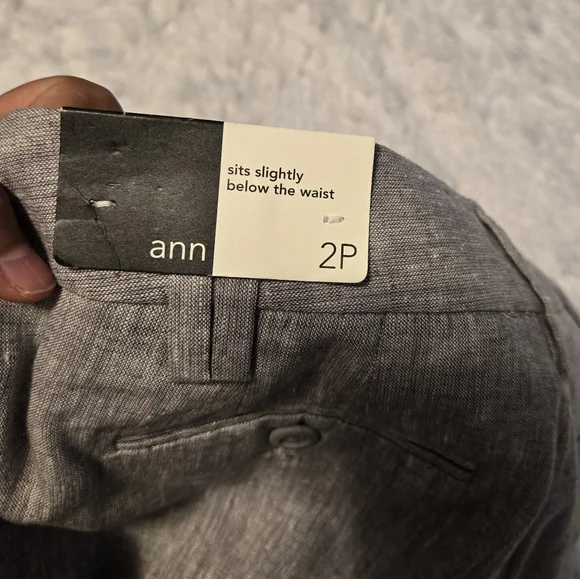 sits slightly
below the waist
ann
2P